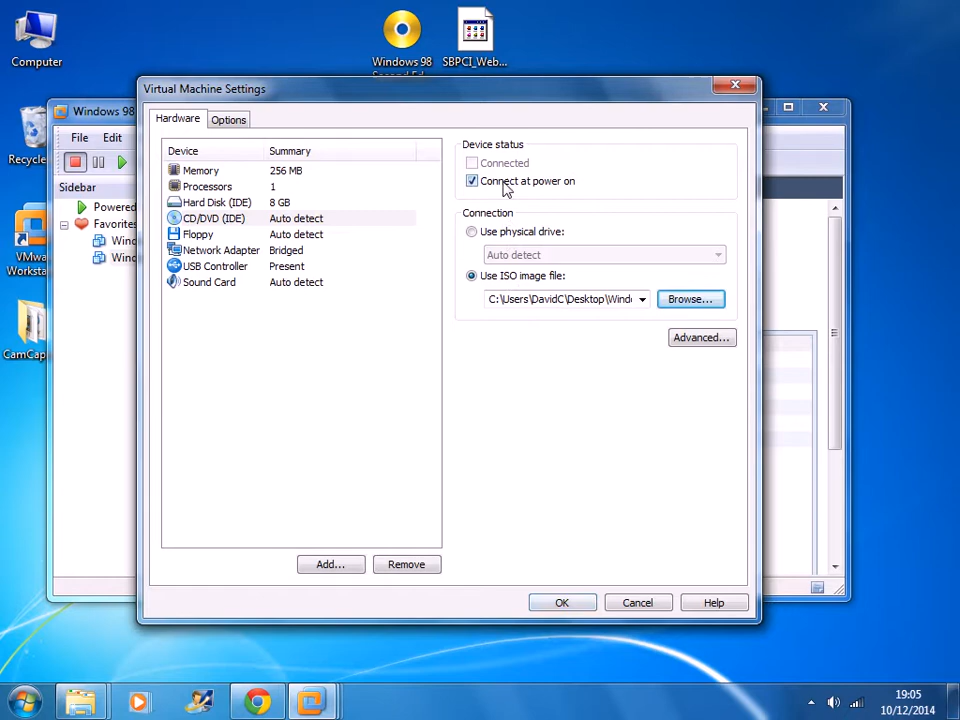 Computer
Windows 98
Second Ed
SBPCI_Web...
Recycle
VMwa
Worksta
CamCap
Windows 98
File Edit
Sidebar
Powered
Favorites
Wind
Wind
Virtual Machine Settings
Hardware Options
Device Summary
Memory 256 MB
Processors 1
Hard Disk (IDE) 8 GB
CD/DVD (IDE) Auto detect
Floppy Auto detect
Network Adapter Bridged
USB Controller Present
Sound Card Auto detect
Add... Remove
Device status
Connected
Connect at power on
Connection
Use physical drive:
Auto detect
Use ISO image file:
C:\Users\DavidC\Desktop\Windo Browse...
Advanced...
OK Cancel Help
19:05
10/12/2014